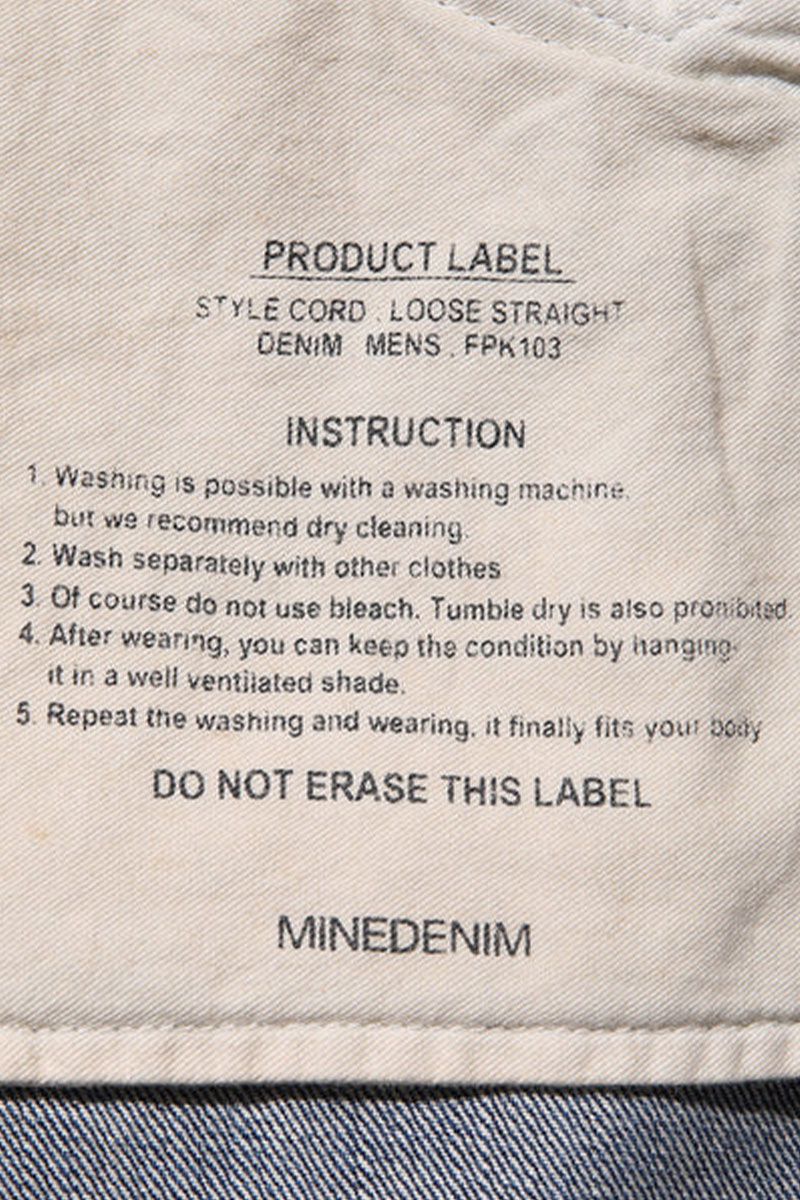 PRODUCT LABEL
STYLE CORD . LOOSE STRAIGHT
DENIM MENS . FPK103
INSTRUCTION
1. Washing is possible with a washing machine.
but we recommend dry cleaning.
2. Wash separately with other clothes
3. Of course do not use bleach. Tumble dry is also prohibited.
4. After wearing, you can keep the condition by hanging
it in a well ventilated shade.
5. Repeat the washing and wearing, it finally fits your body
DO NOT ERASE THIS LABEL
MINEDENIM